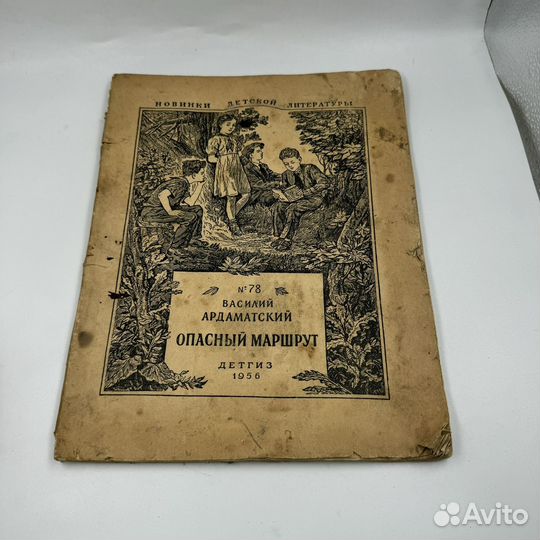 НОВИНКИ ДЕТСКОЙ ЛИТЕРАТУРЫ
№78
ВАСИЛИЙ
АРДАМАТСКИЙ
ОПАСНЫЙ МАРШРУТ
ДЕТГИЗ
1956
Avito